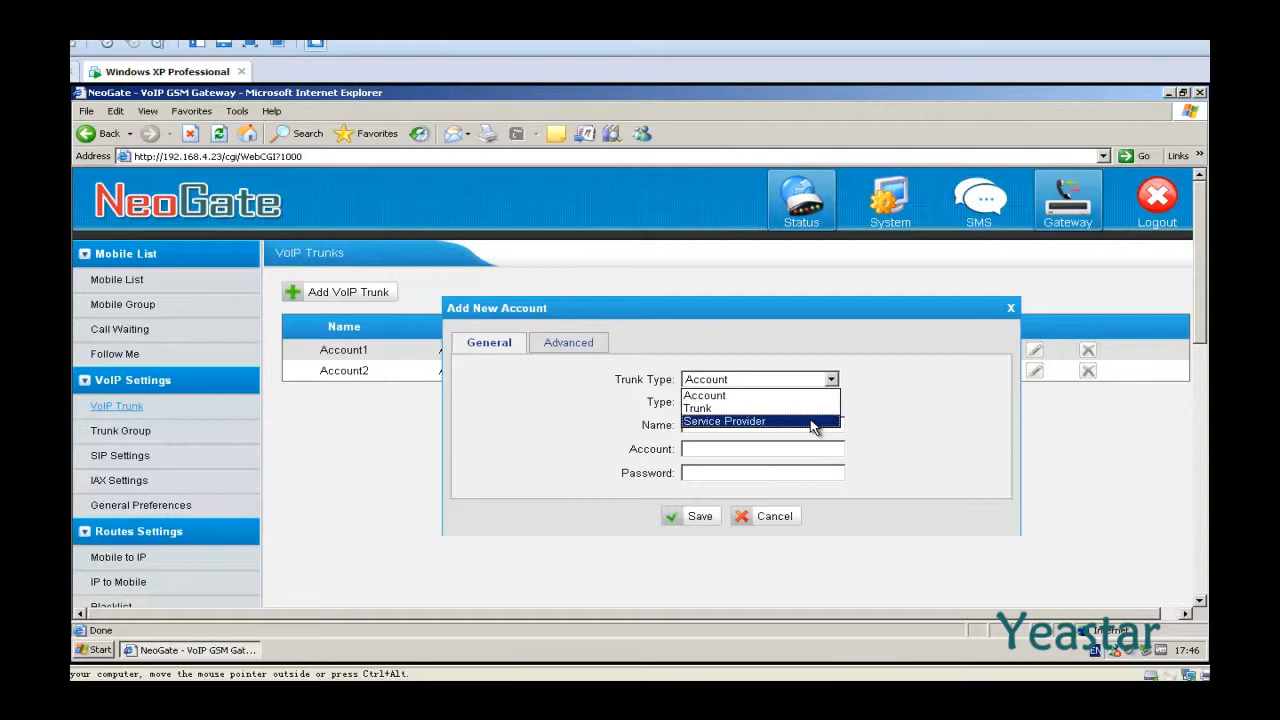 Windows XP Professional
NeoGate - VoIP GSM Gateway - Microsoft Internet Explorer
File Edit View Favorites Tools Help
Back Search Favorites
Address http://192.168.4.23/cgi/WebCGI?1000 Go Links
NeoGate
Status System SMS Gateway Logout
Mobile List
Mobile List
Mobile Group
Call Waiting
Follow Me
VoIP Settings
VoIP Trunk
Trunk Group
SIP Settings
IAX Settings
General Preferences
Routes Settings
Mobile to IP
IP to Mobile
Blacklist
VoIP Trunks
Add VoIP Trunk
Name
Account1
Account2
Add New Account X
General Advanced
Trunk Type: Account
Account
Type: Trunk
Service Provider
Name:
Account:
Password:
Save Cancel
Done Internet
Yeastar
Start NeoGate - VoIP GSM Gat... EN 17:46
your computer, move the mouse pointer outside or press Ctrl+Alt.